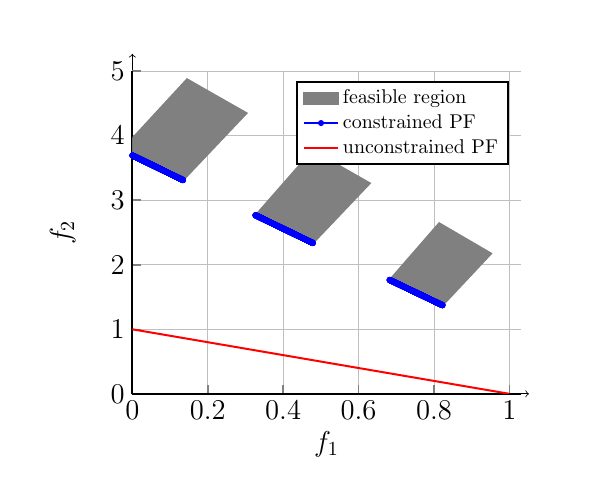 5
feasible region
constrained PF
unconstrained PF
4
3
f₂
2
1
0
0 0.2 0.4 0.6 0.8 1
f₁